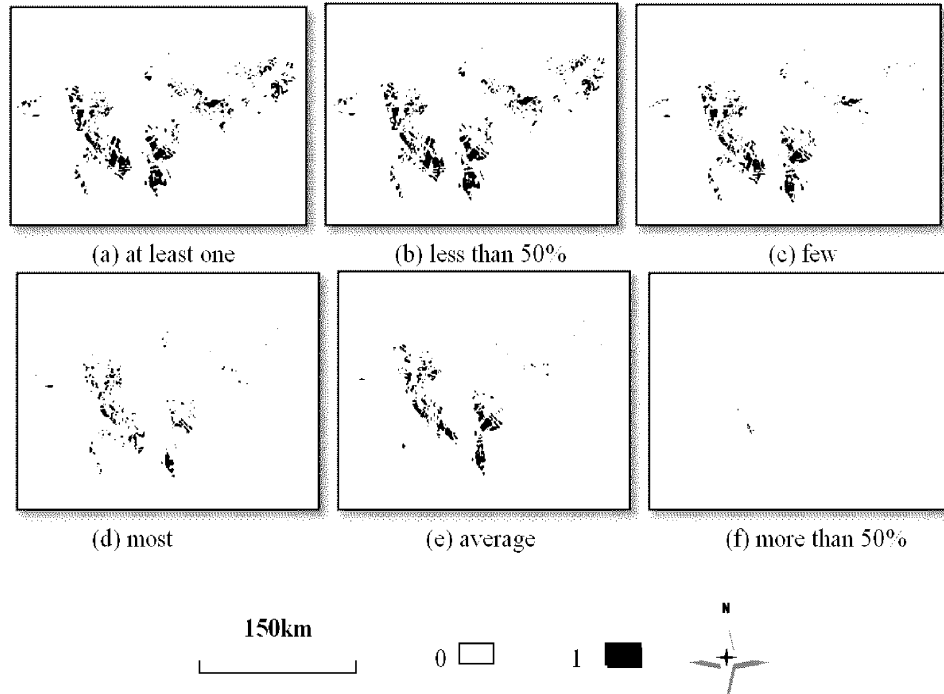 (a) at least one
(b) less than 50%
(c) few
(d) most
(e) average
(f) more than 50%
150km
0
1
N